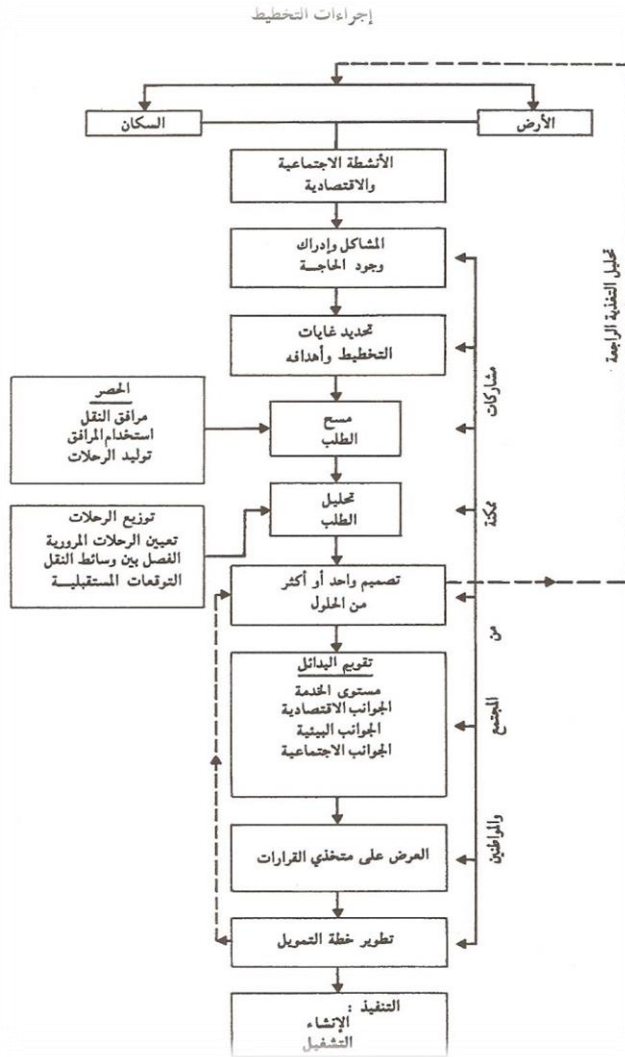 إجراءات التخطيط
السكان
الأرض
الأنشطة الاجتماعية
والاقتصادية
المشاكل وإدراك
وجود الحاجــة
تحديد غايات
التخطيط وأهدافه
الحصر
مرافق النقل
استخدام المرافق
توليد الرحلات
مسح
الطلب
توزيع الرحلات
تعيين الرحلات المرورية
الفصل بين وسائط النقل
التوقعات المستقبليــة
تحليل
الطلب
تصميم واحد أو أكثر
من الحلول
تقويم البدائل
مستوى الخدمة
الجوانب الاقتصادية
الجوانب البيئية
الجوانب الاجتماعية
العرض على متخذي القرارات
تطوير خطة التمويل
التنفيذ :
الإنشاء
التشغيل
مشاركات ممكنة من المجتمع والمواطنين
تحليل التغذية الراجعة